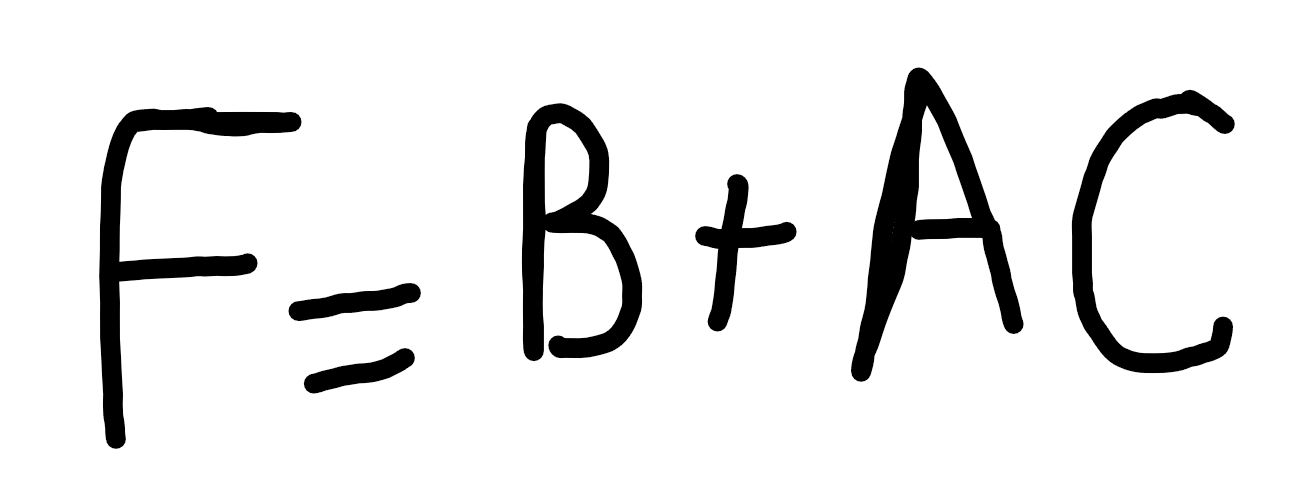 F = B + AC